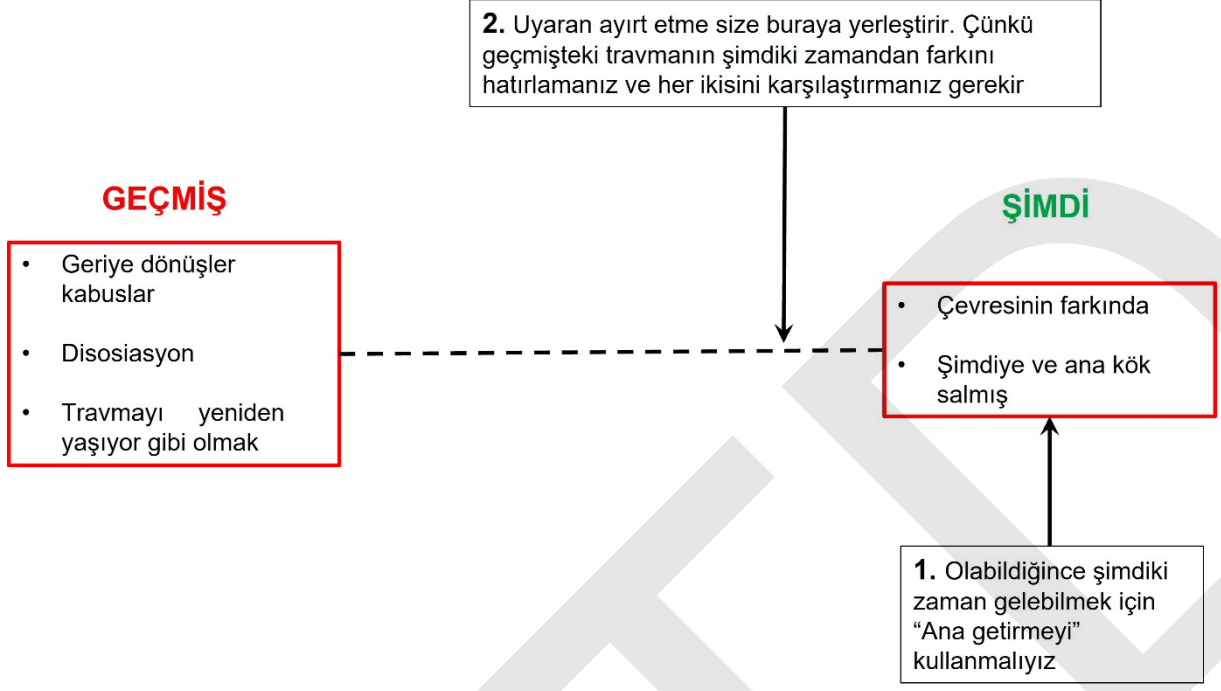 2. Uyaran ayırt etme size buraya yerleştirir. Çünkü
geçmişteki travmanın şimdiki zamandan farkını
hatırlamanız ve her ikisini karşılaştırmanız gerekir
GEÇMİŞ
• Geriye dönüşler
kabuslar
• Disosiasyon
• Travmayı yeniden
yaşıyor gibi olmak
ŞİMDİ
• Çevresinin farkında
• Şimdiye ve ana kök
salmış
1. Olabildiğince şimdiki
zaman gelebilmek için
“Ana getirmeyi”
kullanmalıyız